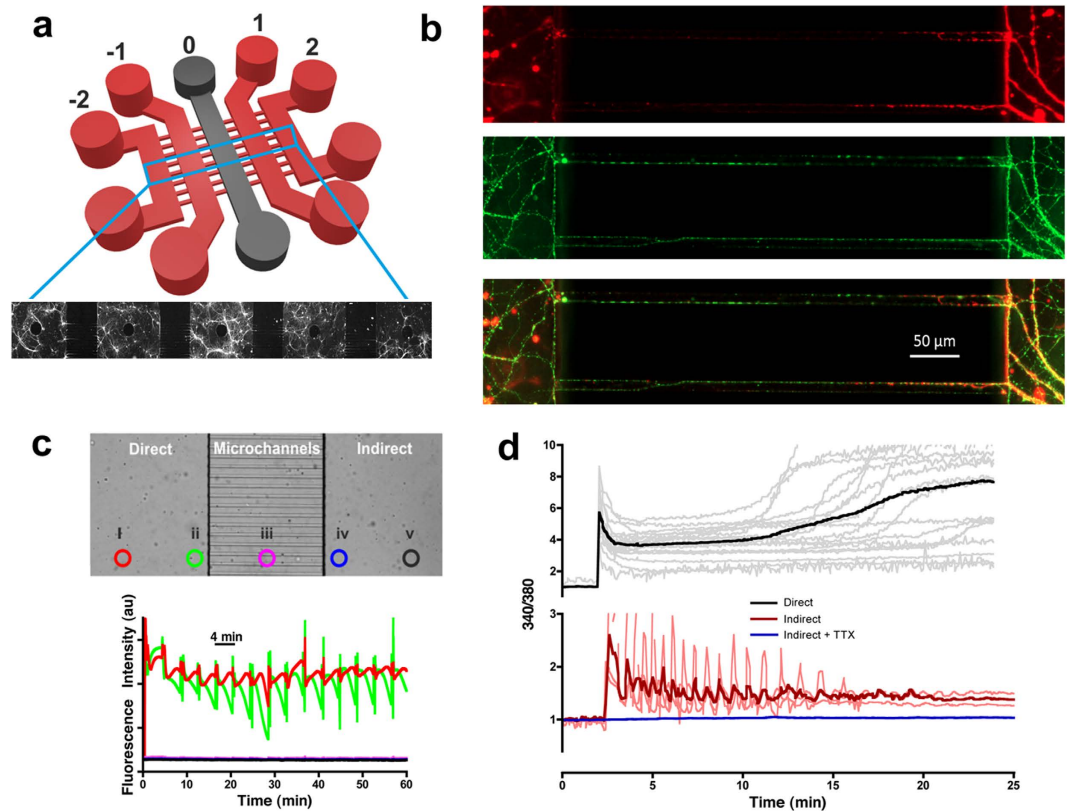 a
-2
-1
0
1
2
b
50 µm
c
Direct
Microchannels
Indirect
I
ii
iii
iv
v
Fluorescence Intensity (au)
4 min
0
10
20
30
40
50
60
Time (min)
d
10
8
6
4
2
340/380
Direct
Indirect
Indirect + TTX
3
2
1
0
5
10
15
20
25
Time (min)